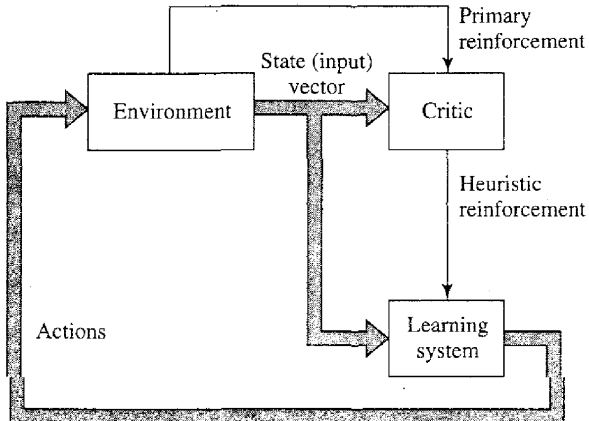 Primary
reinforcement
State (input)
vector
Environment
Critic
Heuristic
reinforcement
Actions
Learning
system